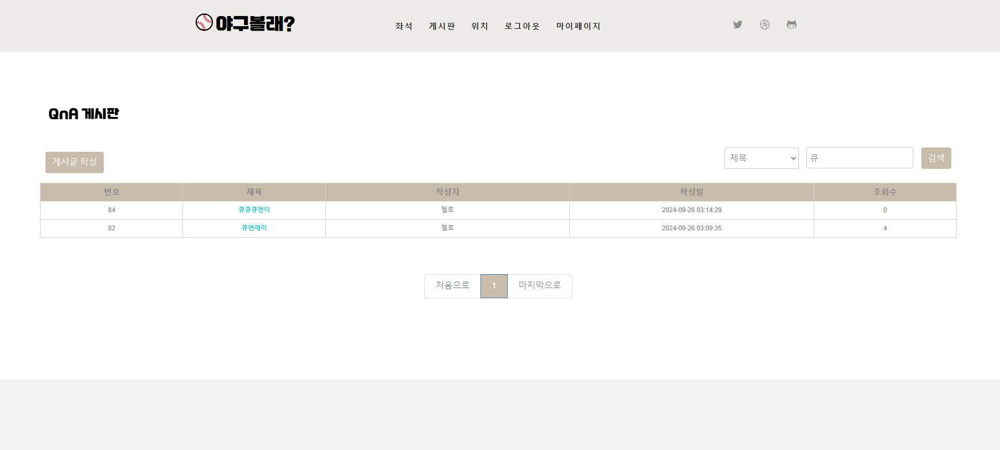 야구볼래?
좌석 게시판 위치 로그아웃 마이페이지
QnA 게시판
게시글 작성
제목 큐 검색
번호 제목 작성자 작성일 조회수
84 큐큐큐엔이 헬로 2024-09-26 03:14:29 0
82 큐엔에이 헬로 2024-09-26 03:09:35 4
처음으로 1 마지막으로